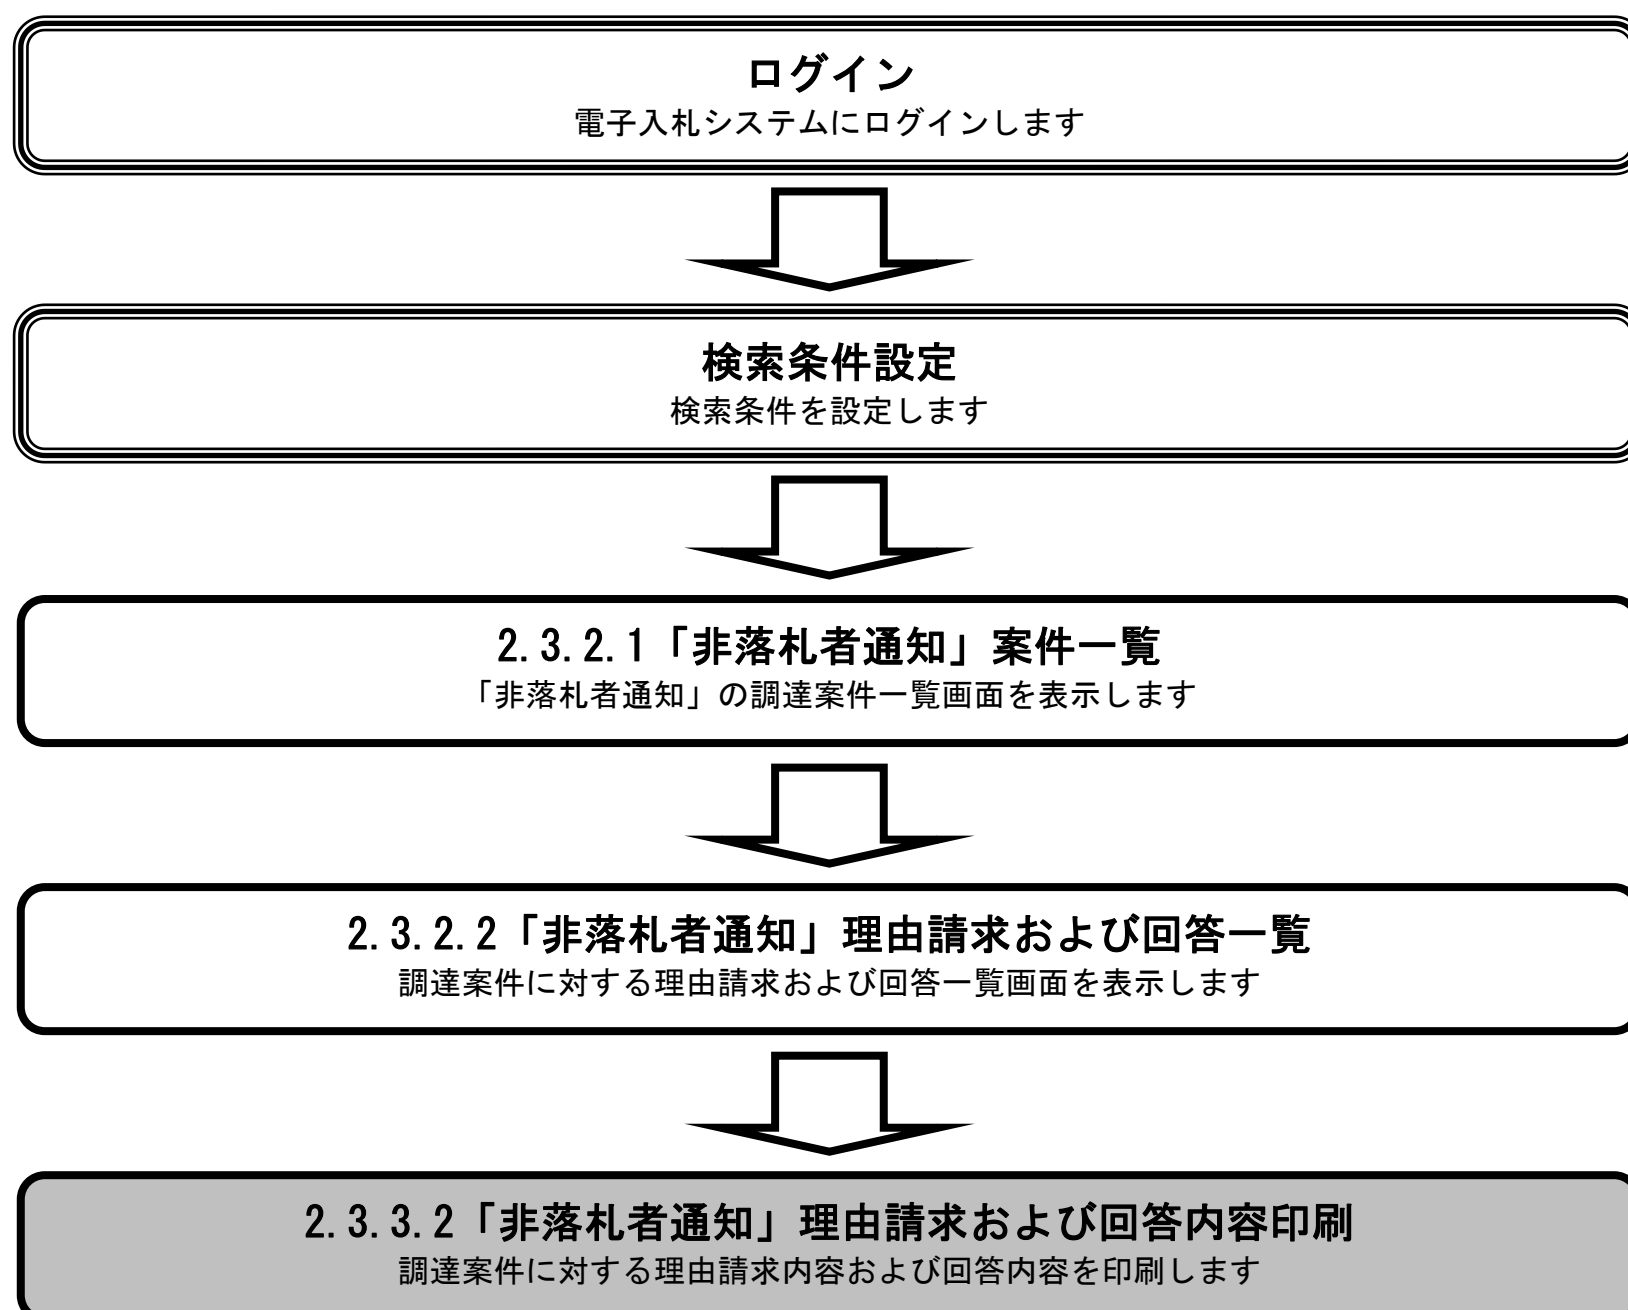 ログイン
電子入札システムにログインします
検索条件設定
検索条件を設定します
2.3.2.1「非落札者通知」案件一覧
「非落札者通知」の調達案件一覧画面を表示します
2.3.2.2「非落札者通知」理由請求および回答一覧
調達案件に対する理由請求および回答一覧画面を表示します
2.3.3.2「非落札者通知」理由請求および回答内容印刷
調達案件に対する理由請求内容および回答内容を印刷します